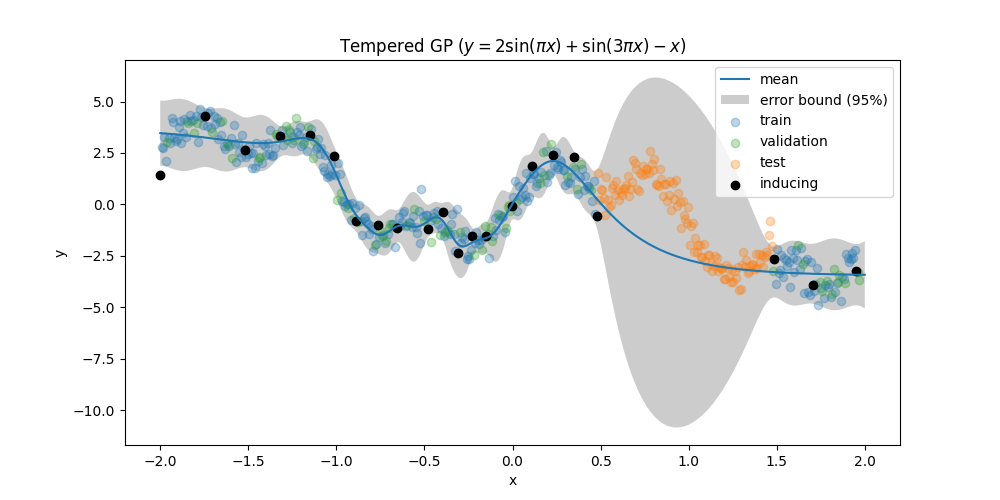 Tempered GP (y = 2sin(πx) + sin(3πx) − x)
mean
error bound (95%)
train
validation
test
inducing
5.0
2.5
0.0
−2.5
−5.0
−7.5
−10.0
y
−2.0 −1.5 −1.0 −0.5 0.0 0.5 1.0 1.5 2.0
x